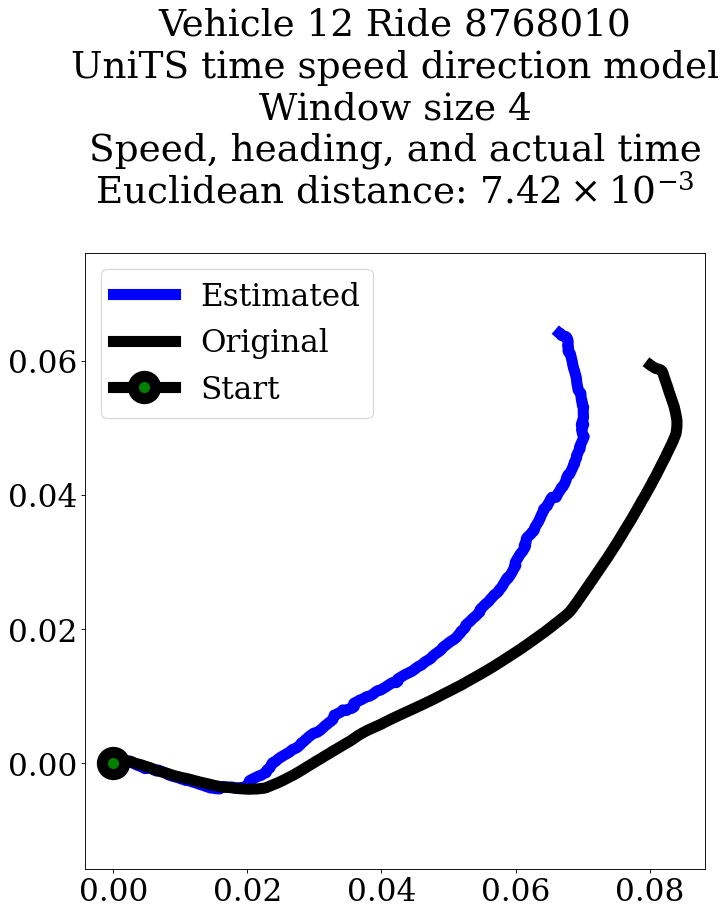 Vehicle 12 Ride 8768010
UniTS time speed direction model
Window size 4
Speed, heading, and actual time
Euclidean distance: 7.42 × 10⁻³
Estimated
Original
Start
0.06
0.04
0.02
0.00
0.00 0.02 0.04 0.06 0.08